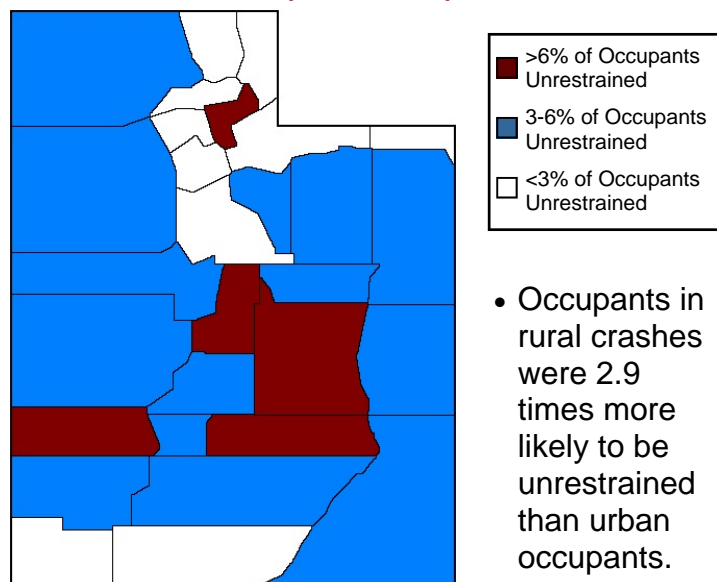 >6% of Occupants
Unrestrained
3-6% of Occupants
Unrestrained
<3% of Occupants
Unrestrained
• Occupants in
rural crashes
were 2.9
times more
likely to be
unrestrained
than urban
occupants.